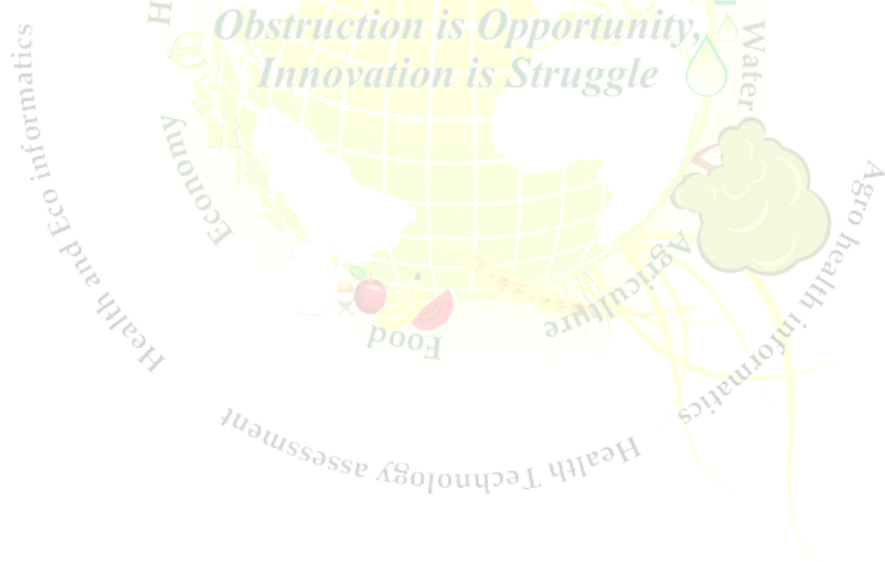 H
Obstruction is Opportunity,
Innovation is Struggle
Water
Economy
Agriculture
Food
Health and Eco informatics
Agro health informatics
Health Technology assessment